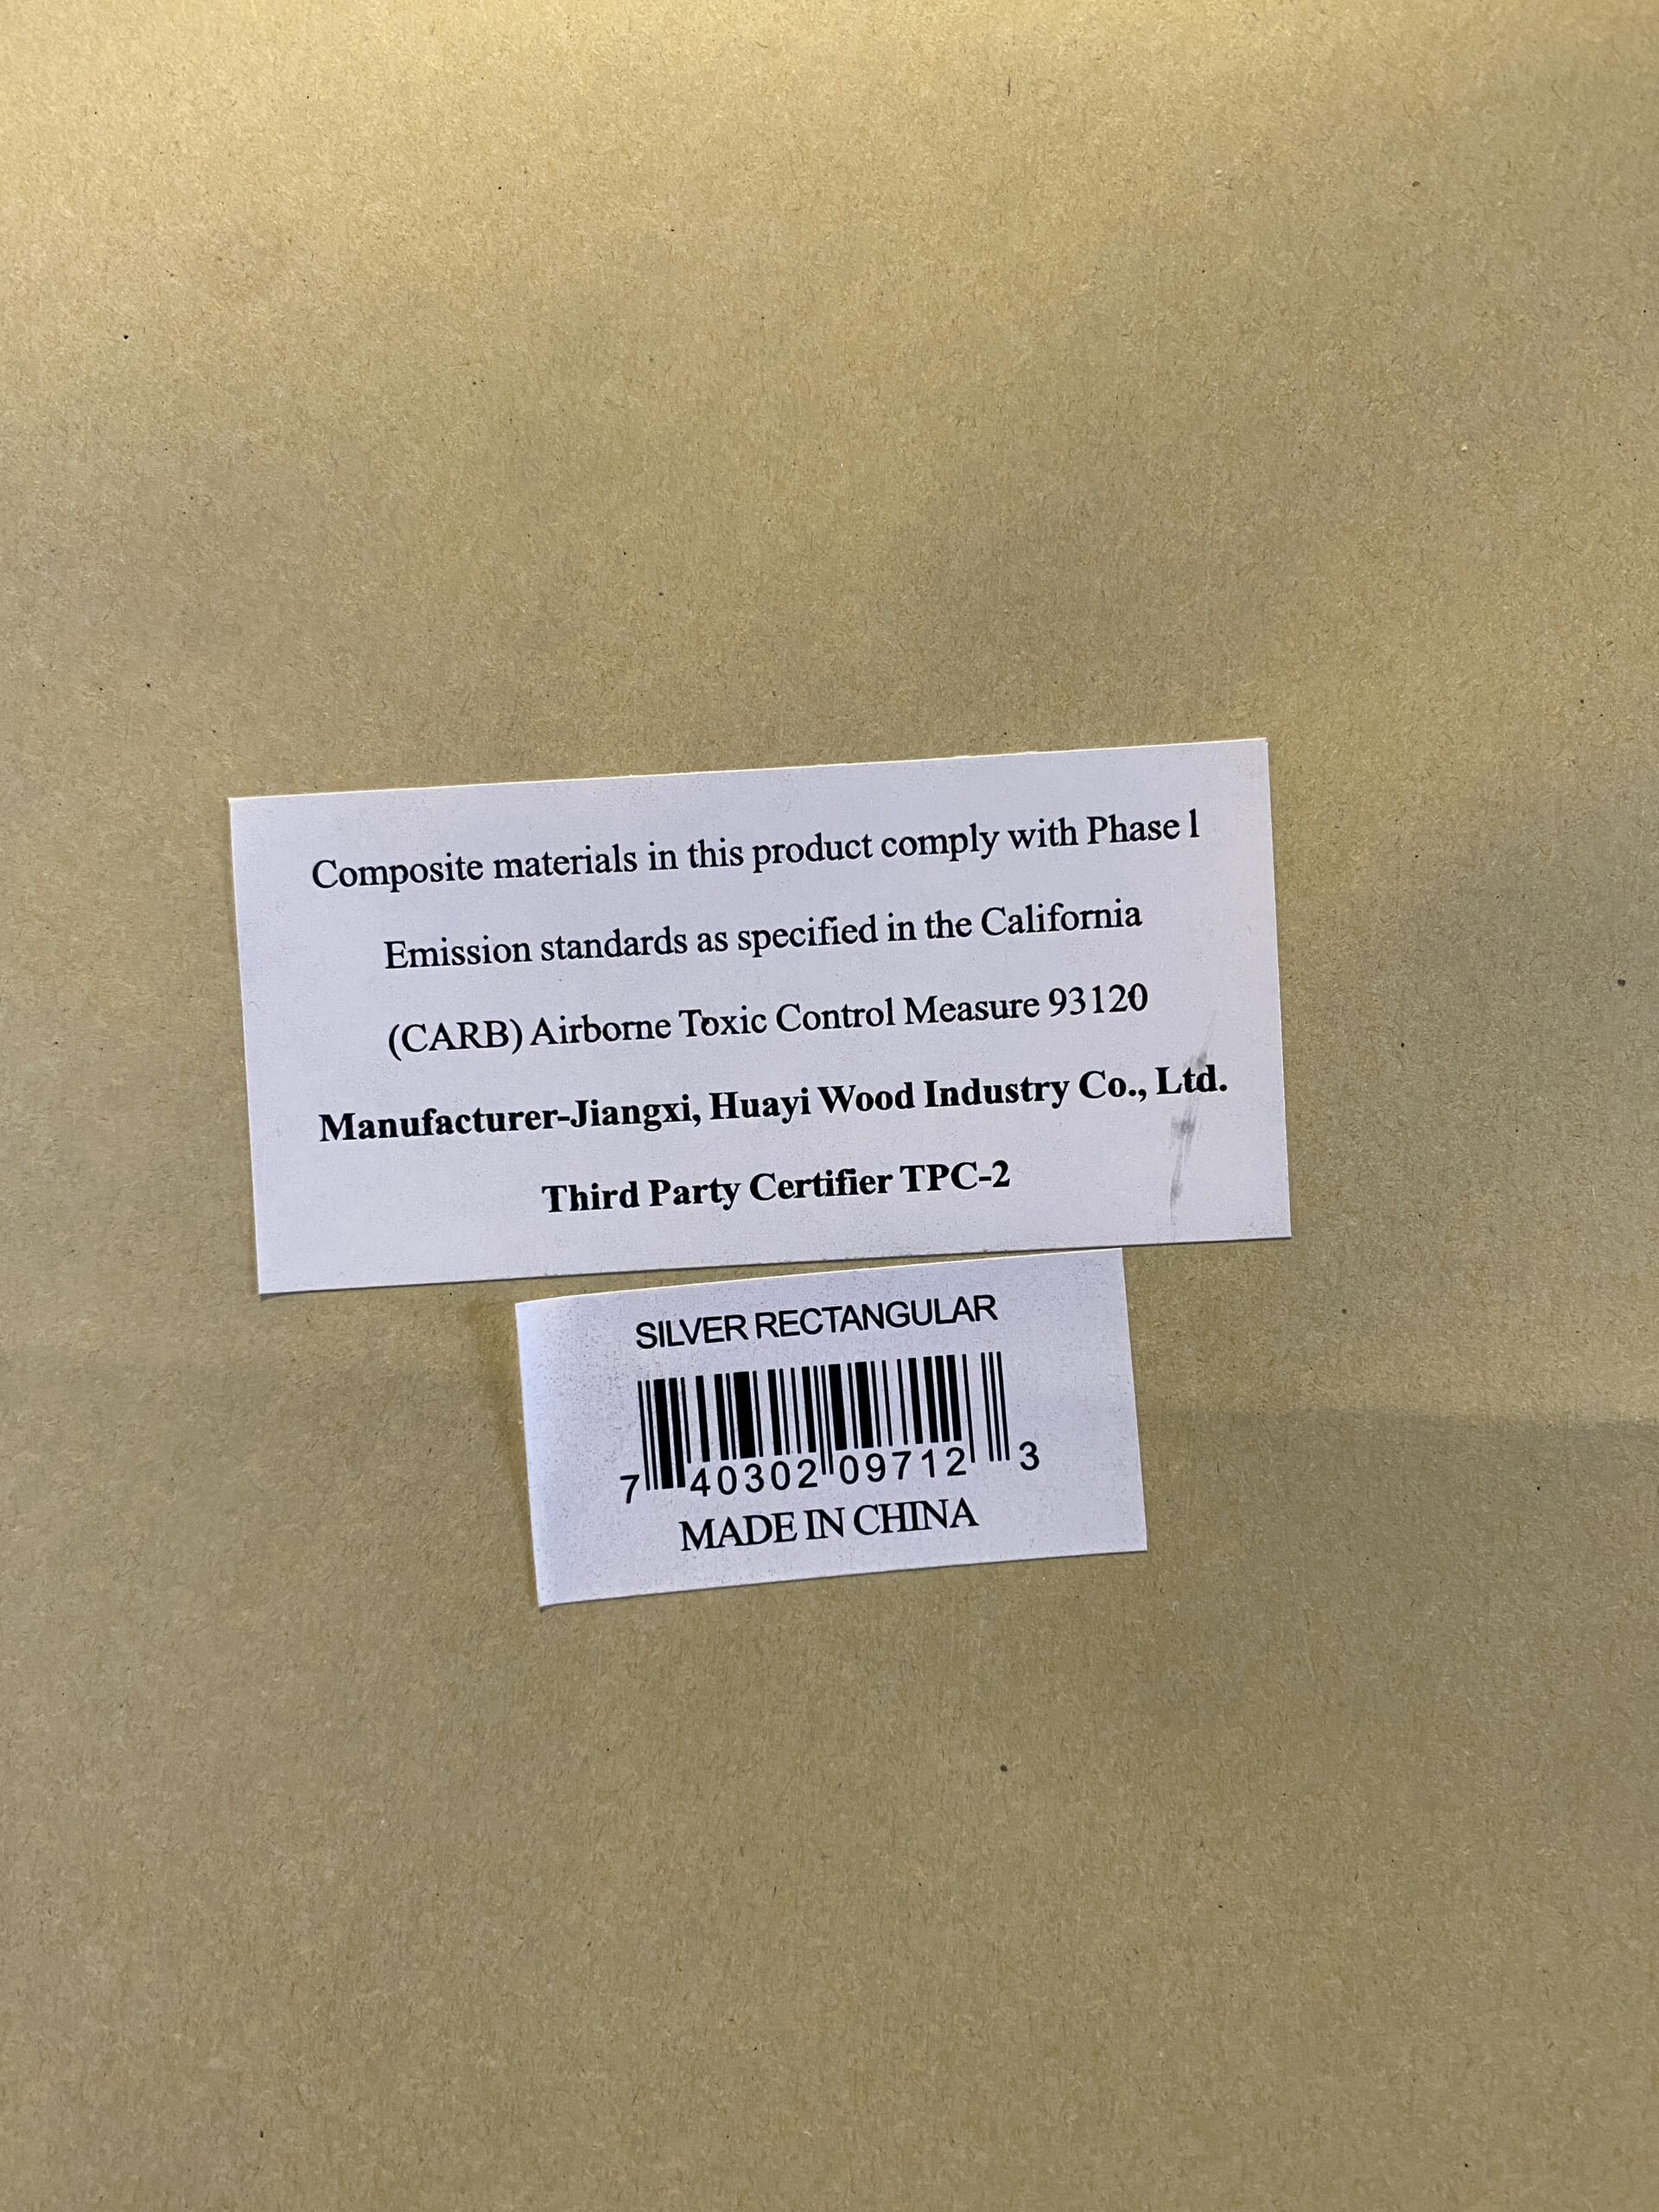 Composite materials in this product comply with Phase 1
Emission standards as specified in the California
(CARB) Airborne Toxic Control Measure 93120
Manufacturer-Jiangxi, Huayi Wood Industry Co., Ltd.
Third Party Certifier TPC-2
SILVER RECTANGULAR
7 40302 09712 3
MADE IN CHINA